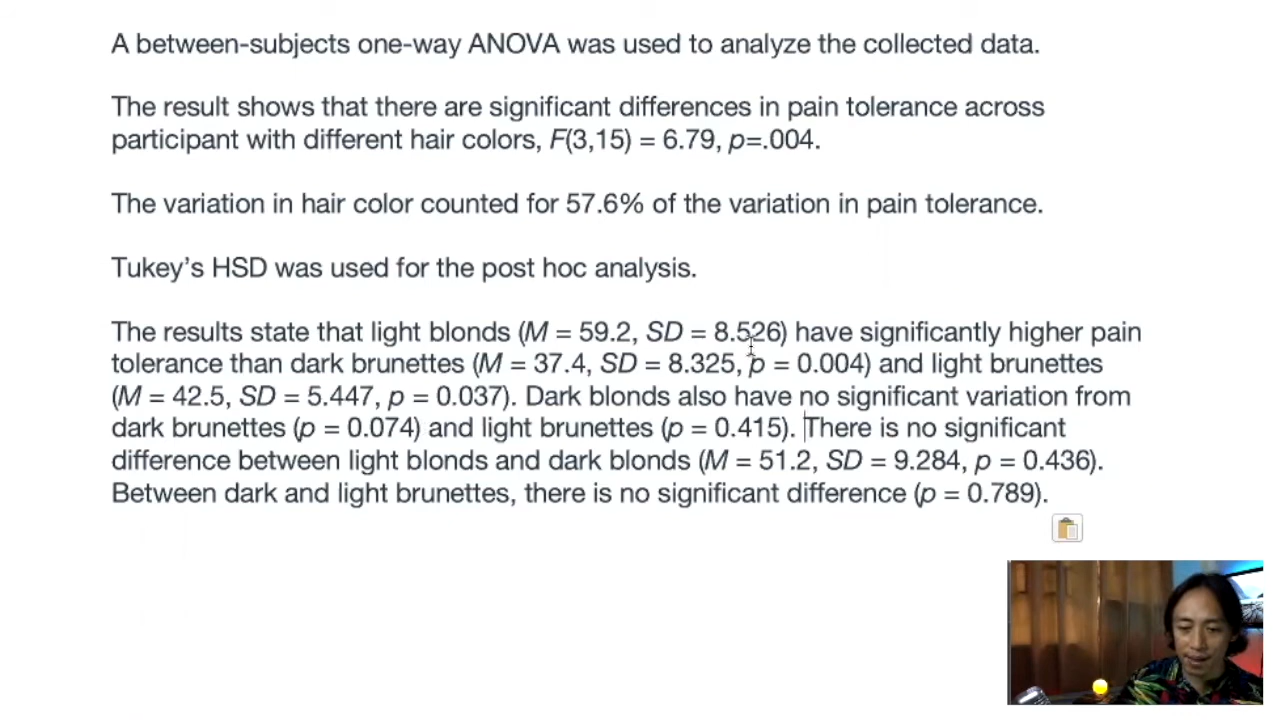 A between-subjects one-way ANOVA was used to analyze the collected data.
The result shows that there are significant differences in pain tolerance across
participant with different hair colors, F(3,15) = 6.79, p=.004.
The variation in hair color counted for 57.6% of the variation in pain tolerance.
Tukey’s HSD was used for the post hoc analysis.
The results state that light blonds (M = 59.2, SD = 8.526) have significantly higher pain
tolerance than dark brunettes (M = 37.4, SD = 8.325, p = 0.004) and light brunettes
(M = 42.5, SD = 5.447, p = 0.037). Dark blonds also have no significant variation from
dark brunettes (p = 0.074) and light brunettes (p = 0.415). There is no significant
difference between light blonds and dark blonds (M = 51.2, SD = 9.284, p = 0.436).
Between dark and light brunettes, there is no significant difference (p = 0.789).